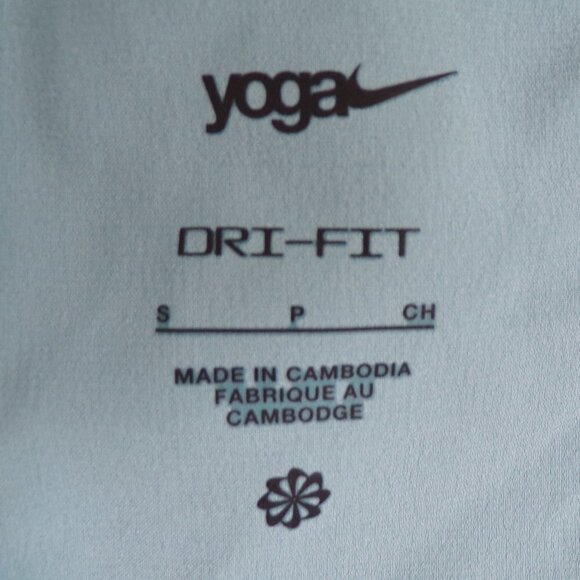 yoga
DRI-FIT
S P CH
MADE IN CAMBODIA
FABRIQUE AU
CAMBODGE